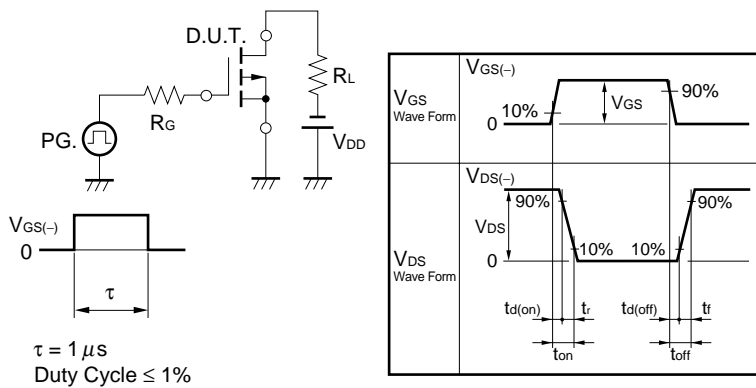 D.U.T.
RL
RG
PG.
VDD
VGS(−)
0
τ
τ = 1 μs
Duty Cycle ≤ 1%
VGS
Wave Form
VGS(−)
10%
VGS
90%
0
VDS
Wave Form
VDS(−)
90%
90%
VDS
10% 10%
0
td(on) tr td(off) tf
ton toff